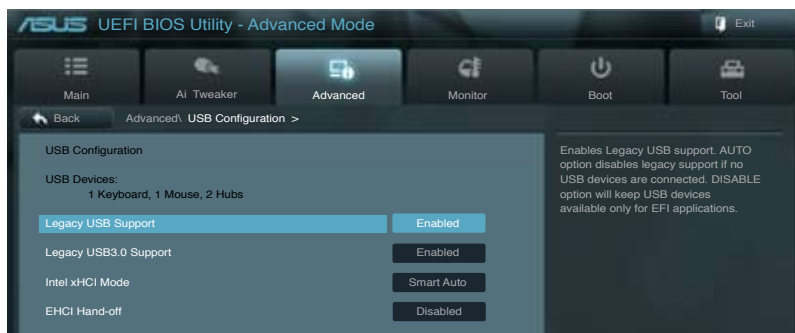 ASUS UEFI BIOS Utility - Advanced Mode
Exit
Main
Ai Tweaker
Advanced
Monitor
Boot
Tool
Back
Advanced\ USB Configuration >
USB Configuration
USB Devices:
1 Keyboard, 1 Mouse, 2 Hubs
Legacy USB Support Enabled
Legacy USB3.0 Support Enabled
Intel xHCI Mode Smart Auto
EHCI Hand-off Disabled
Enables Legacy USB support. AUTO
option disables legacy support if no
USB devices are connected. DISABLE
option will keep USB devices
available only for EFI applications.